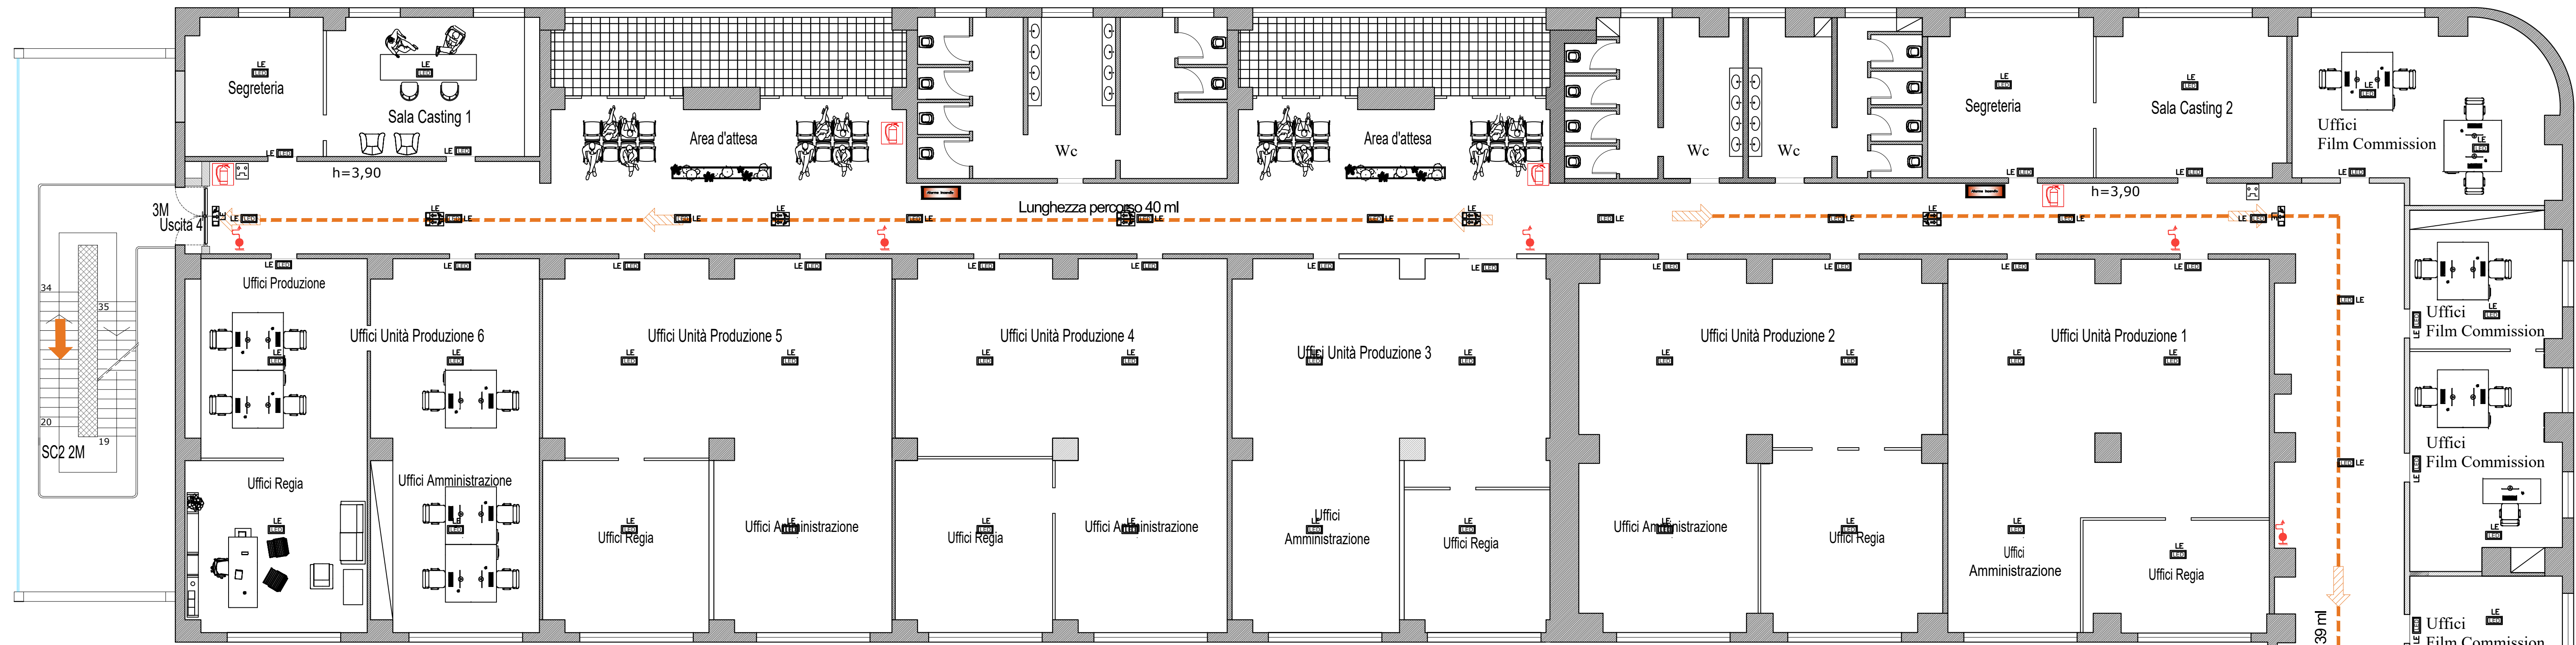 Segreteria
Sala Casting 1
h=3,90
Area d'attesa
Wc
Area d'attesa
Wc
Wc
Segreteria
Sala Casting 2
h=3,90
Uffici
Film Commission
3M
Uscita 4
Lunghezza percorso 40 ml
34
35
20
19
SC2 2M
Uffici Produzione
Uffici Unità Produzione 6
Uffici Unità Produzione 5
Uffici Unità Produzione 4
Uffici Unità Produzione 3
Uffici Unità Produzione 2
Uffici Unità Produzione 1
Uffici
Film Commission
Uffici
Film Commission
Uffici Regia
Uffici Amministrazione
Uffici Regia
Uffici Amministrazione
Uffici Regia
Uffici Amministrazione
Uffici
Amministrazione
Uffici Regia
Uffici Amministrazione
Uffici Regia
Uffici
Amministrazione
Uffici Regia
39 ml
Uffici
Film Commission